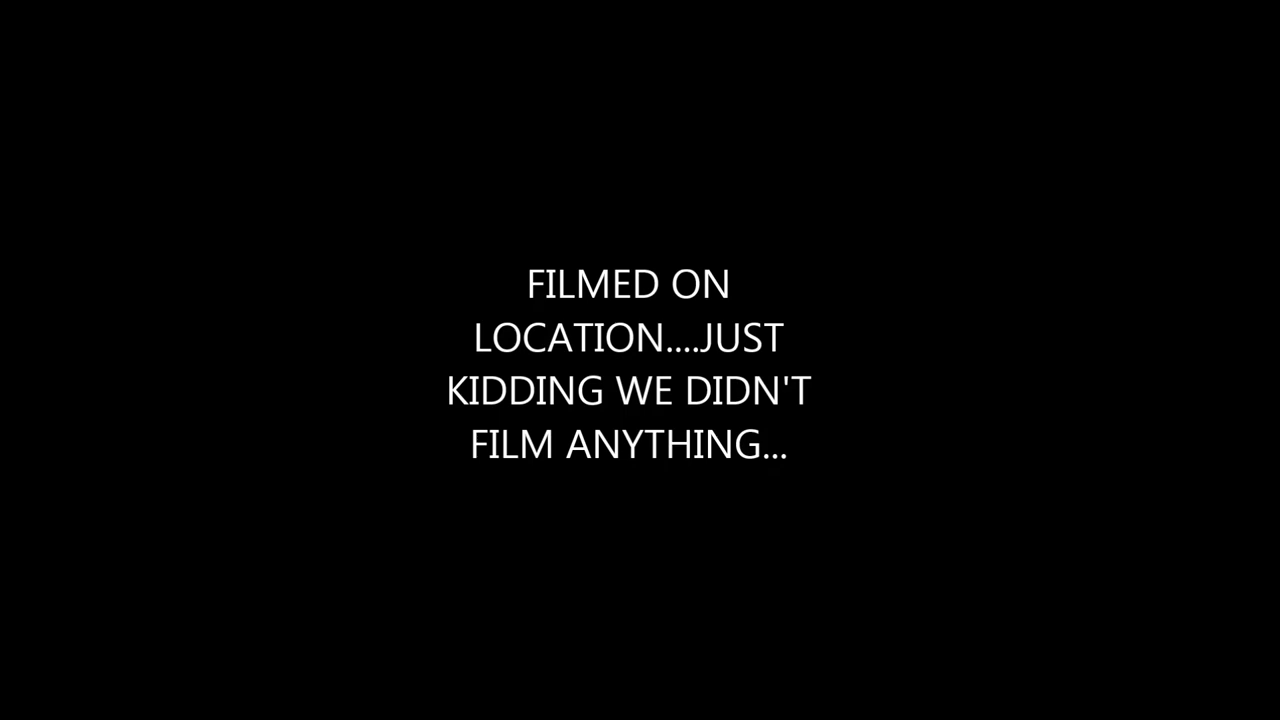 FILMED ON
LOCATION....JUST
KIDDING WE DIDN'T
FILM ANYTHING...